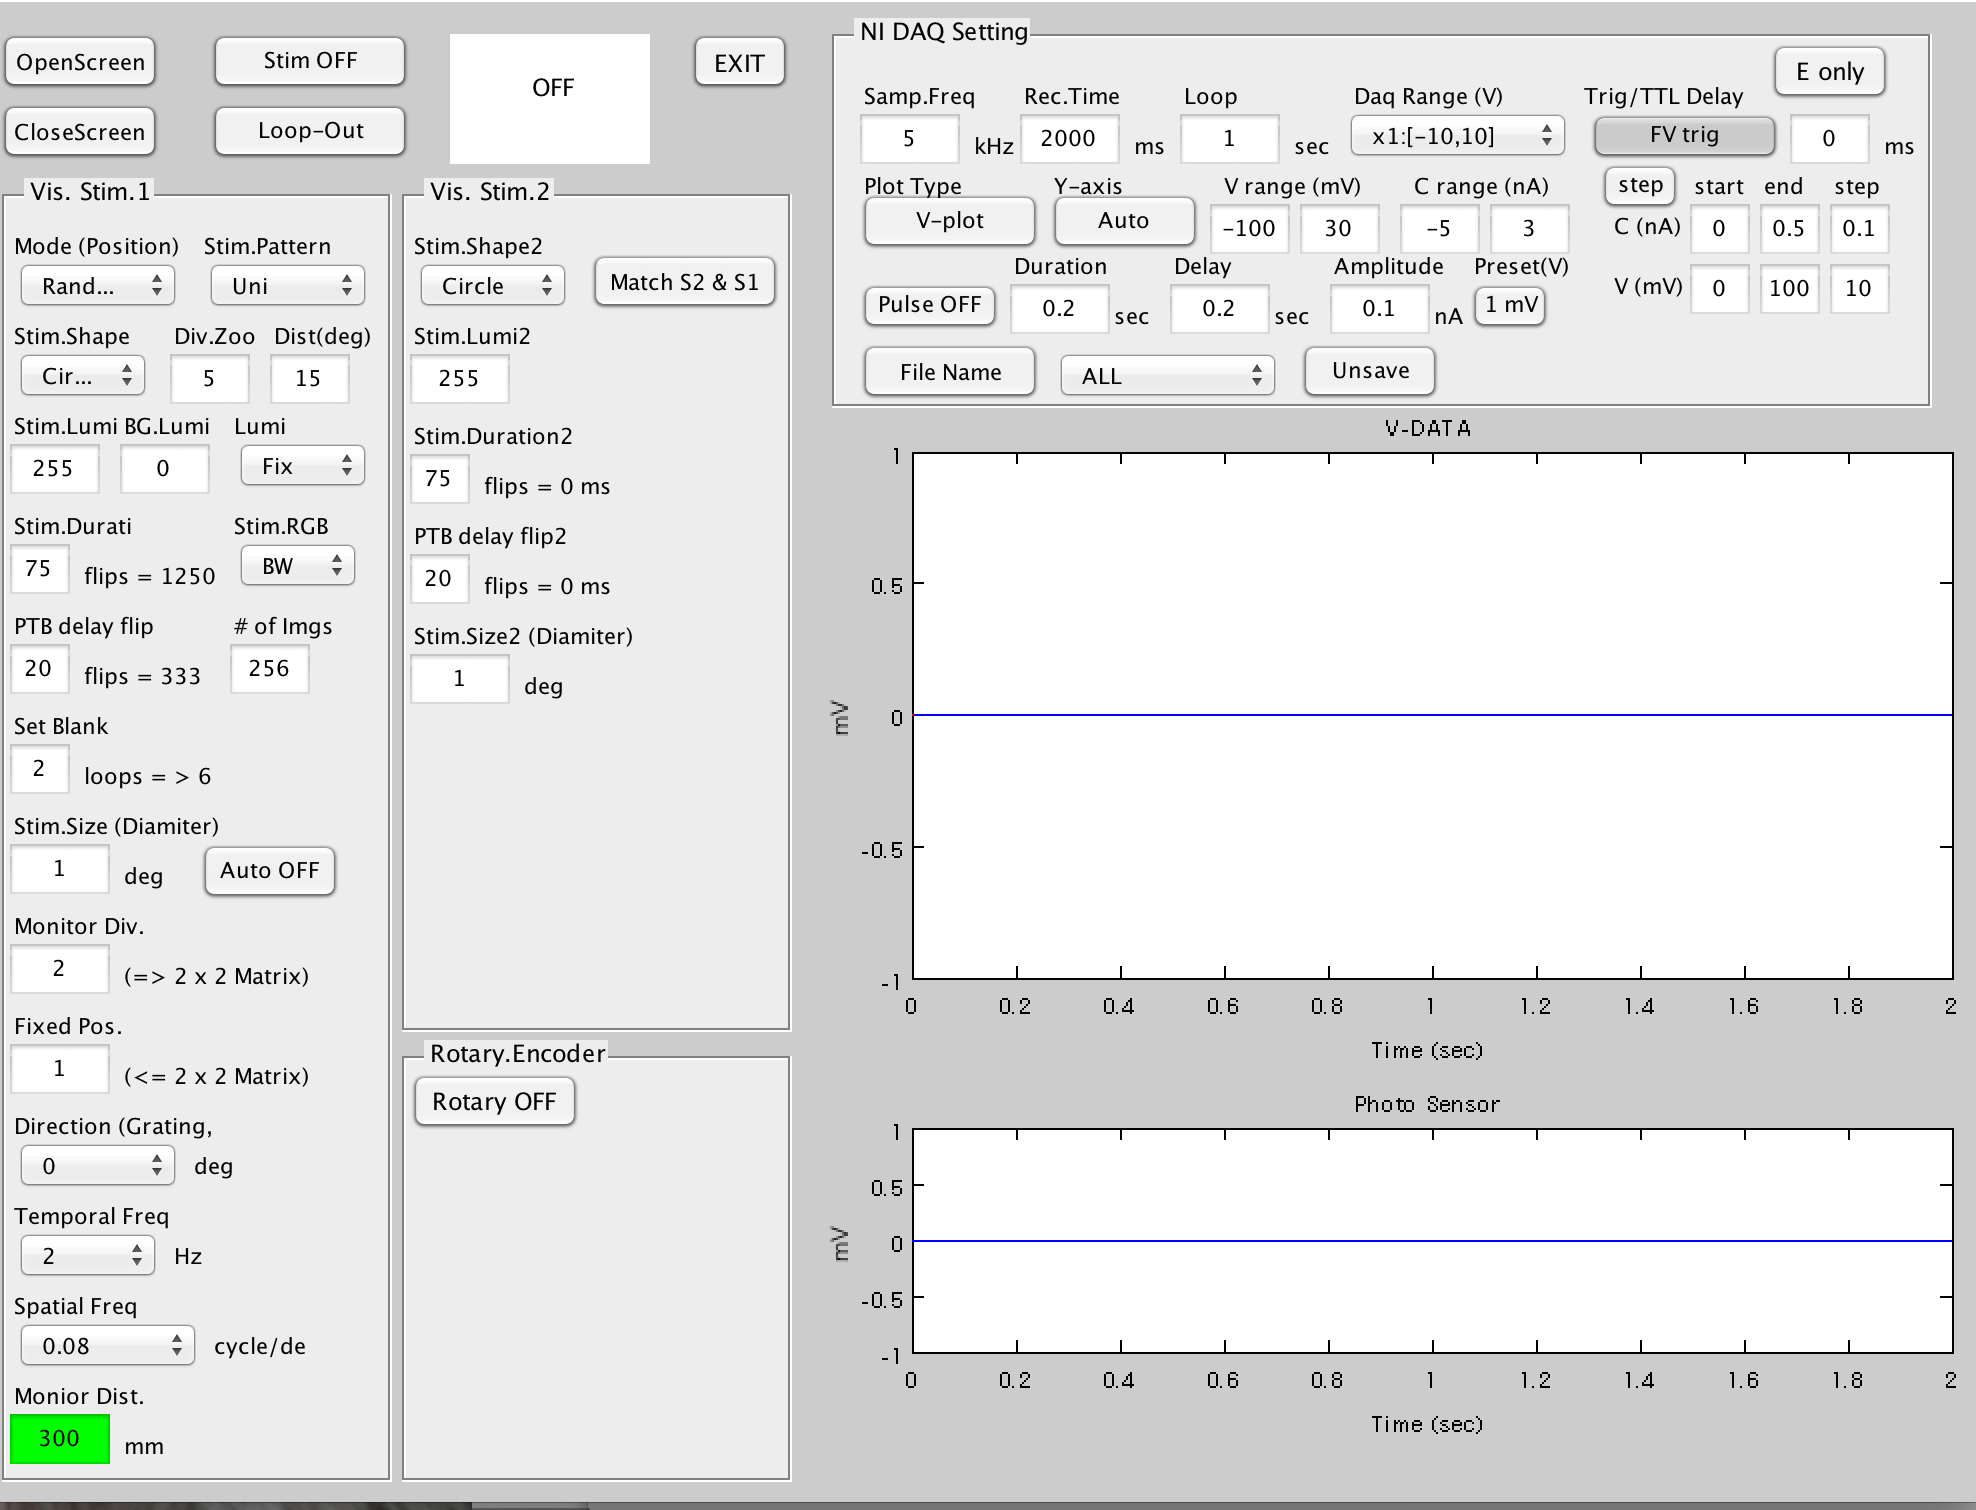 OpenScreen
Stim OFF
OFF
EXIT
CloseScreen
Loop-Out
Vis. Stim.1
Mode (Position) Stim.Pattern
Rand... Uni
Stim.Shape Div.Zoo Dist(deg)
Cir... 5 15
Stim.Lumi BG.Lumi Lumi
255 0 Fix
Stim.Durati Stim.RGB
75 flips = 1250 BW
PTB delay flip # of Imgs
20 flips = 333 256
Set Blank
2 loops = > 6
Stim.Size (Diamiter)
1 deg Auto OFF
Monitor Div.
2 (=> 2 x 2 Matrix)
Fixed Pos.
1 (<= 2 x 2 Matrix)
Direction (Grating,
0 deg
Temporal Freq
2 Hz
Spatial Freq
0.08 cycle/de
Monior Dist.
300 mm
Vis. Stim.2
Stim.Shape2
Circle Match S2 & S1
Stim.Lumi2
255
Stim.Duration2
75 flips = 0 ms
PTB delay flip2
20 flips = 0 ms
Stim.Size2 (Diamiter)
1 deg
Rotary.Encoder
Rotary OFF
NI DAQ Setting
E only
Samp.Freq Rec.Time Loop Daq Range (V) Trig/TTL Delay
5 kHz 2000 ms 1 sec x1:[-10,10] FV trig 0 ms
Plot Type Y-axis V range (mV) C range (nA) step start end step
V-plot Auto -100 30 -5 3 C (nA) 0 0.5 0.1
Duration Delay Amplitude Preset(V)
Pulse OFF 0.2 sec 0.2 sec 0.1 nA 1 mV V (mV) 0 100 10
File Name ALL Unsave
V-DATA
1
0.5
0
-0.5
-1
mV
0 0.2 0.4 0.6 0.8 1 1.2 1.4 1.6 1.8 2
Time (sec)
Photo Sensor
1
0.5
0
-0.5
-1
mV
0 0.2 0.4 0.6 0.8 1 1.2 1.4 1.6 1.8 2
Time (sec)